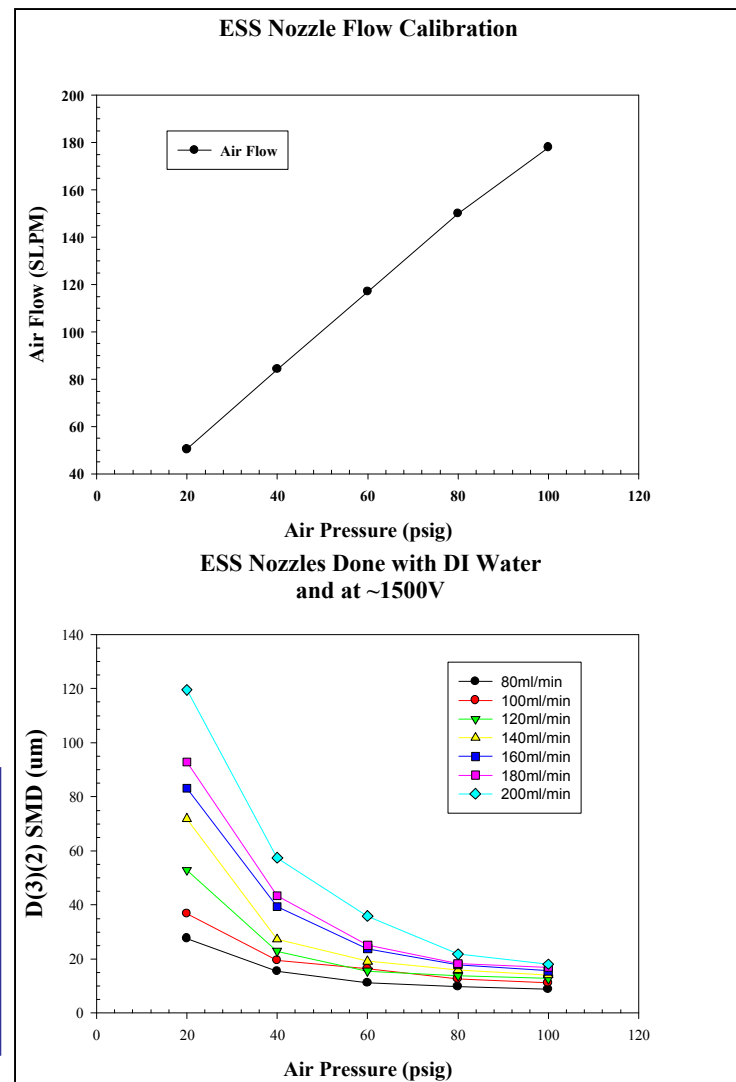 ESS Nozzle Flow Calibration
200
180
160
140
120
100
80
60
40
Air Flow (SLPM)
Air Flow
0 20 40 60 80 100 120
Air Pressure (psig)
ESS Nozzles Done with DI Water
and at ~1500V
140
120
100
80
60
40
20
0
D(3)(2) SMD (um)
80ml/min
100ml/min
120ml/min
140ml/min
160ml/min
180ml/min
200ml/min
0 20 40 60 80 100 120
Air Pressure (psig)